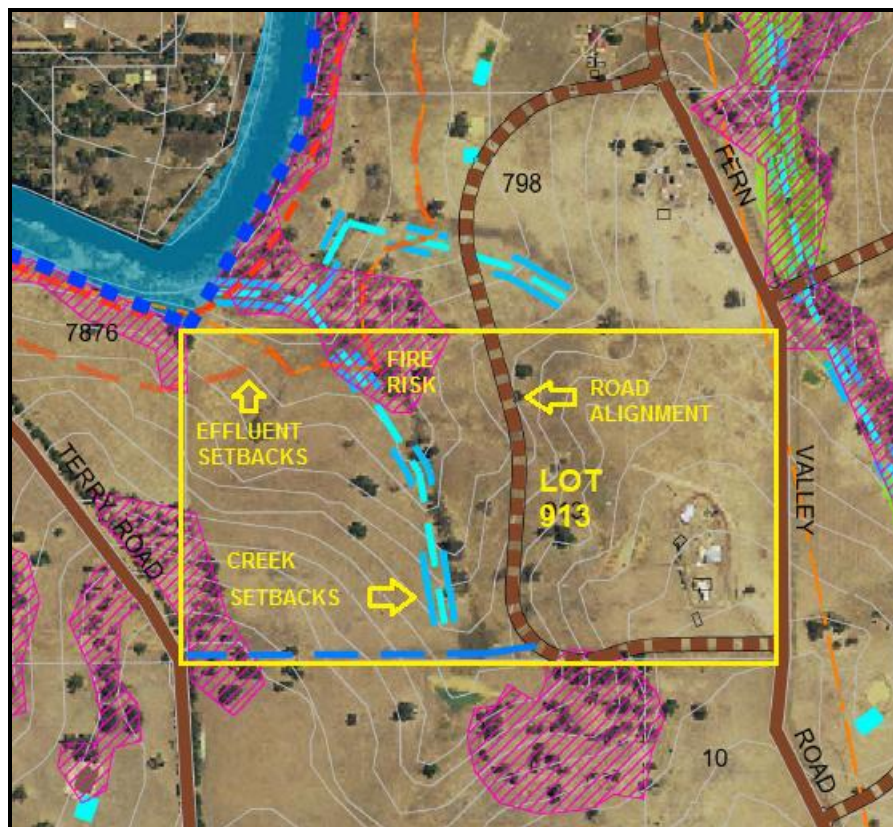 798
FERN
7876
FIRE
RISK
ROAD
ALIGNMENT
EFFLUENT
SETBACKS
TERRY ROAD
VALLEY
LOT
913
CREEK
SETBACKS
10
ROAD